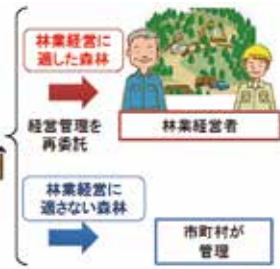 林業経営に
適した森林
経営管理を
再委託
林業経営者
林業経営に
適さない森林
市町村が
管理